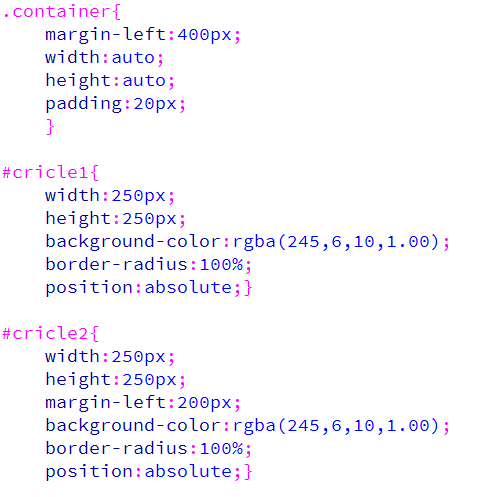 .container{
    margin-left:400px;
    width:auto;
    height:auto;
    padding:20px;
    }

#cricle1{
    width:250px;
    height:250px;
    background-color:rgba(245,6,10,1.00);
    border-radius:100%;
    position:absolute;}

#cricle2{
    width:250px;
    height:250px;
    margin-left:200px;
    background-color:rgba(245,6,10,1.00);
    border-radius:100%;
    position:absolute;}